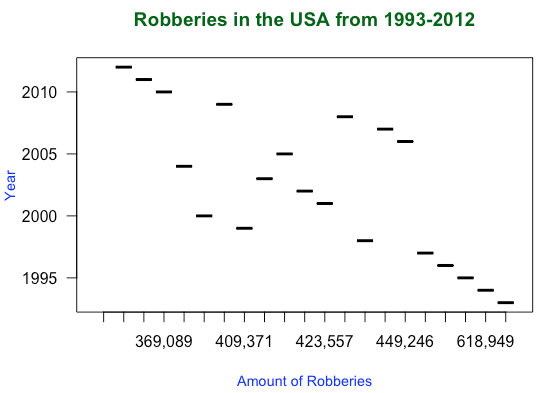 Robberies in the USA from 1993-2012
2010
2005
2000
1995
Year
369,089 409,371 423,557 449,246 618,949
Amount of Robberies